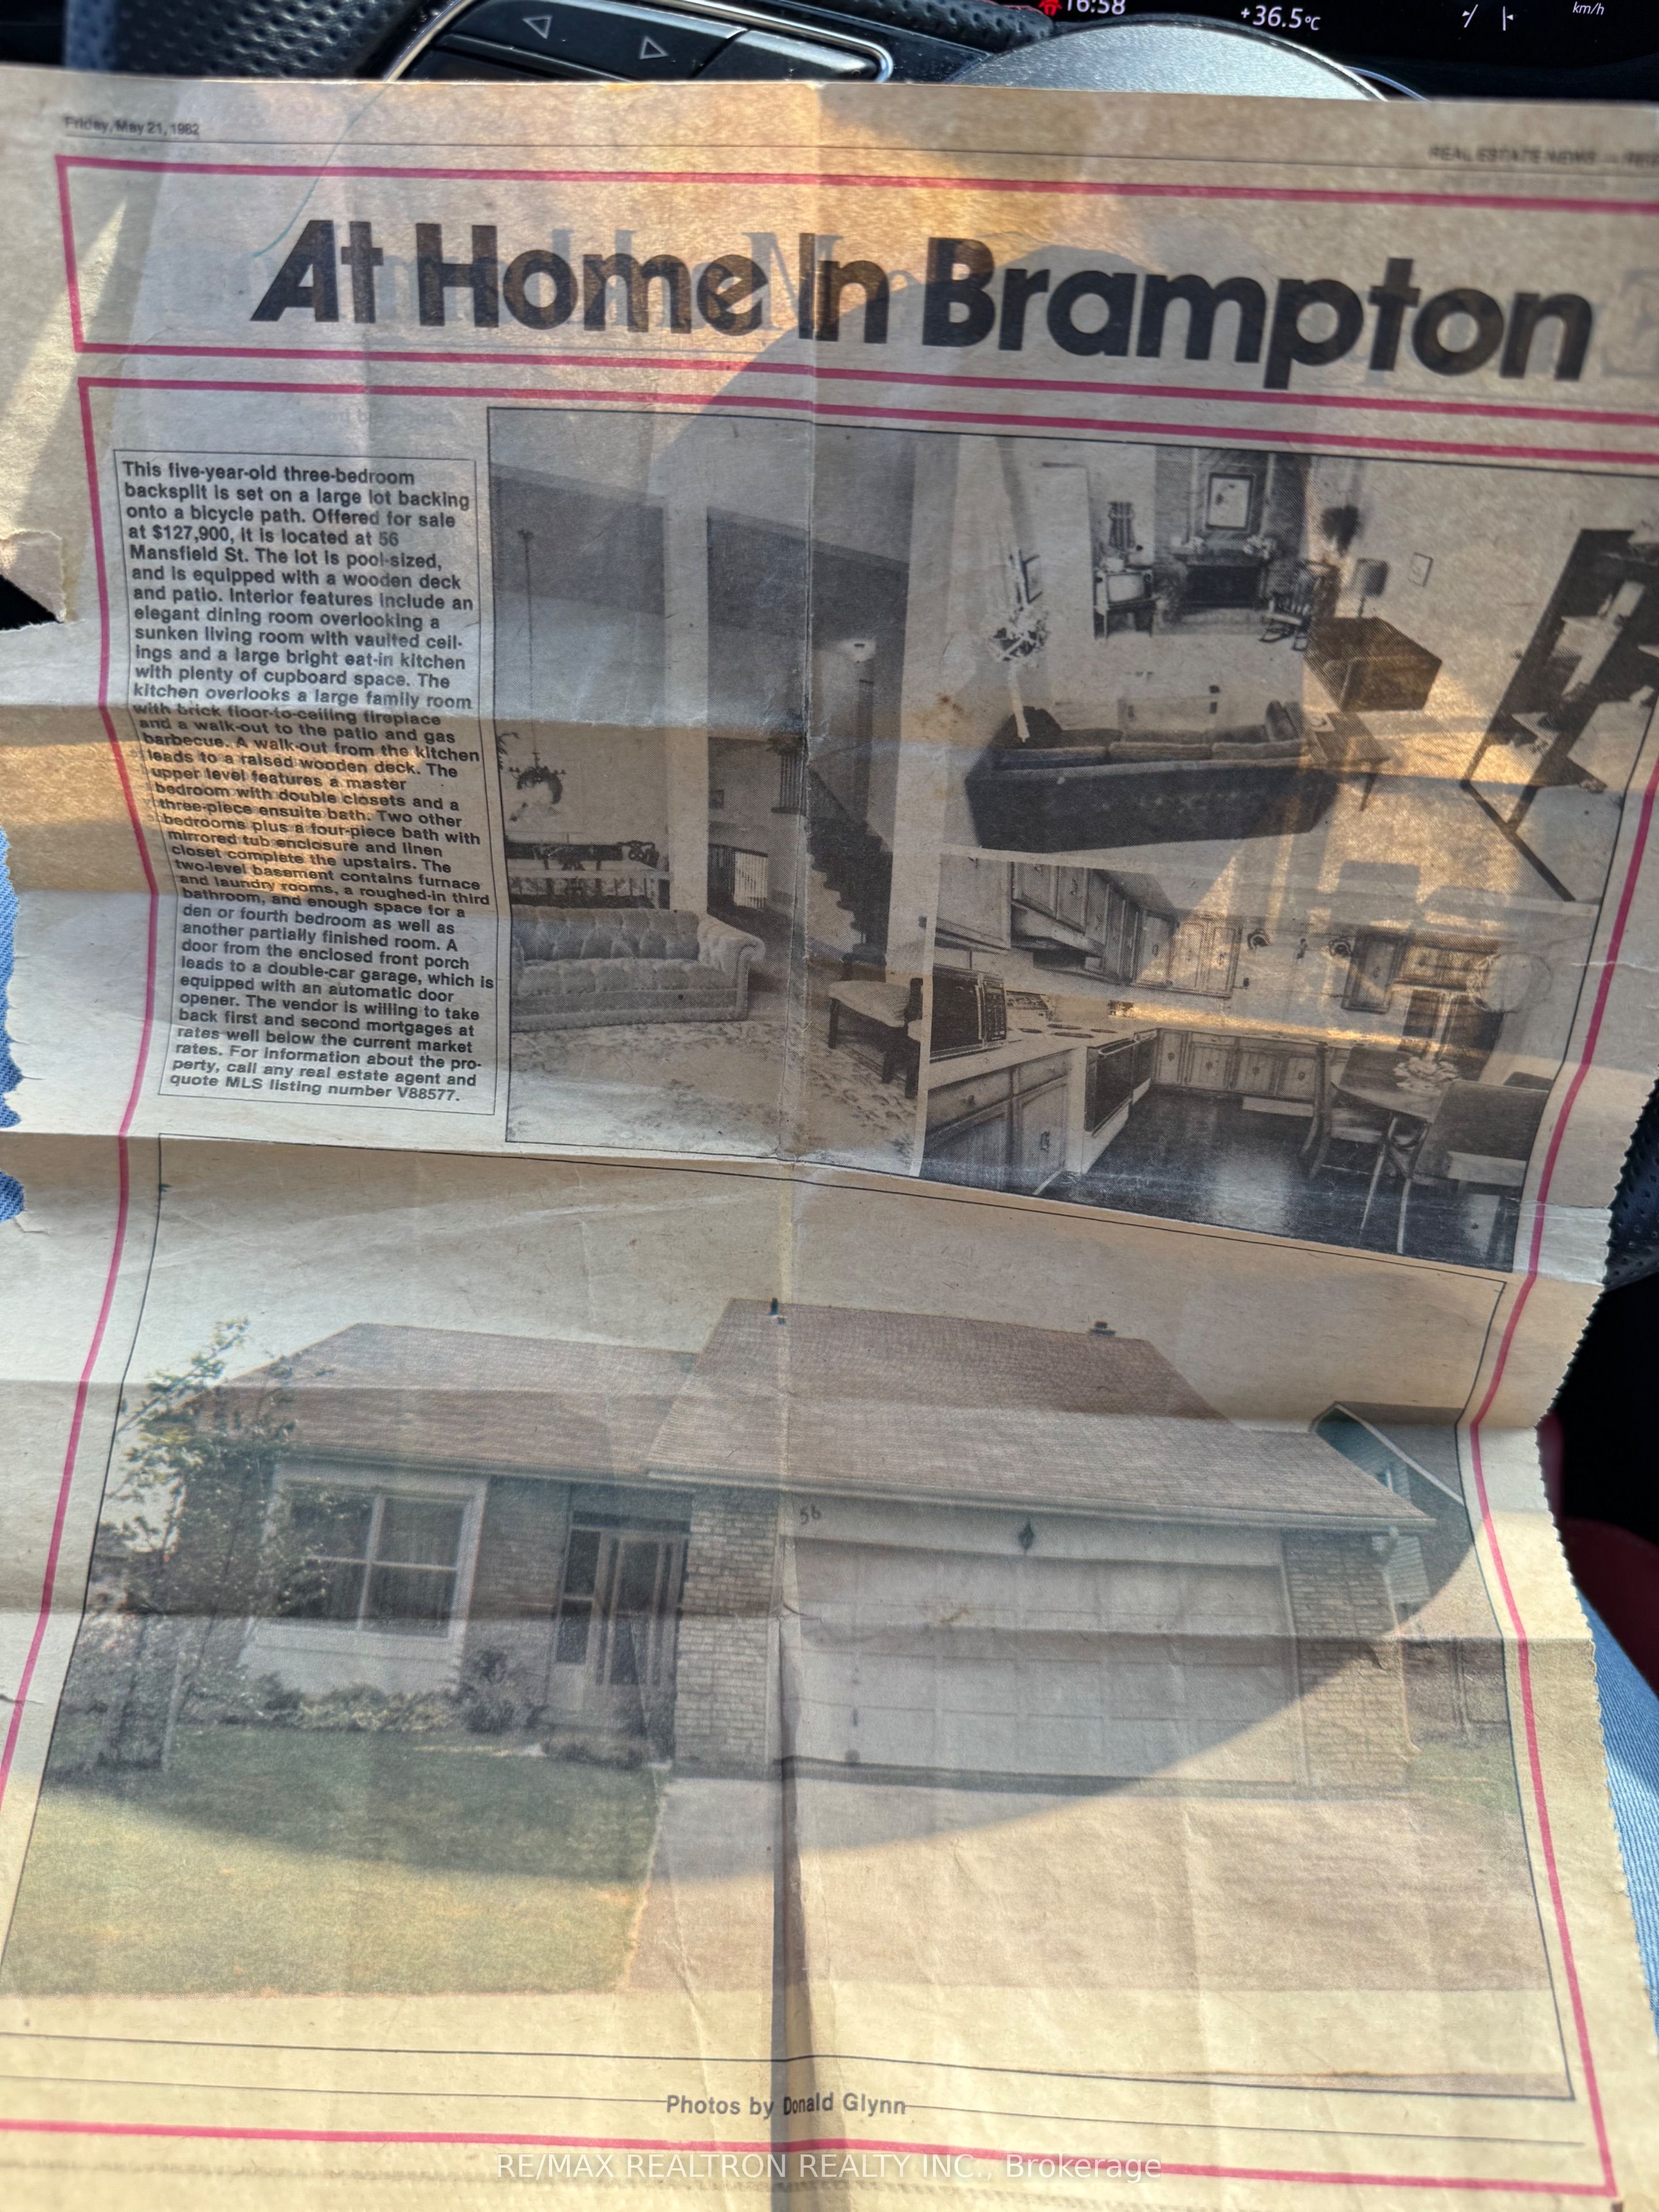 16:58
+36.5°C
km/h
Friday, May 21, 1982
REAL ESTATE NEWS
At Home In Brampton
This five-year-old three-bedroom
backsplit is set on a large lot backing
onto a bicycle path. Offered for sale
at $127,900, it is located at 56
Mansfield St. The lot is pool-sized,
and is equipped with a wooden deck
and patio. Interior features include an
elegant dining room overlooking a
sunken living room with vaulted ceil-
ings and a large bright eat-in kitchen
with plenty of cupboard space. The
kitchen overlooks a large family room
with brick floor-to-ceiling fireplace
and a walk-out to the patio and gas
barbecue. A walk-out from the kitchen
leads to a raised wooden deck. The
upper level features a master
bedroom with double closets and a
three-piece ensuite bath. Two other
bedrooms plus a four-piece bath with
mirrored tub enclosure and linen
closet complete the upstairs. The
two-level basement contains furnace
and laundry rooms, a roughed-in third
bathroom, and enough space for a
den or fourth bedroom as well as
another partially finished room. A
door from the enclosed front porch
leads to a double-car garage, which is
equipped with an automatic door
opener. The vendor is willing to take
back first and second mortgages at
rates well below the current market
rates. For information about the pro-
perty, call any real estate agent and
quote MLS listing number V88577.
56
Photos by Donald Glynn
RE/MAX REALTRON REALTY INC., Brokerage